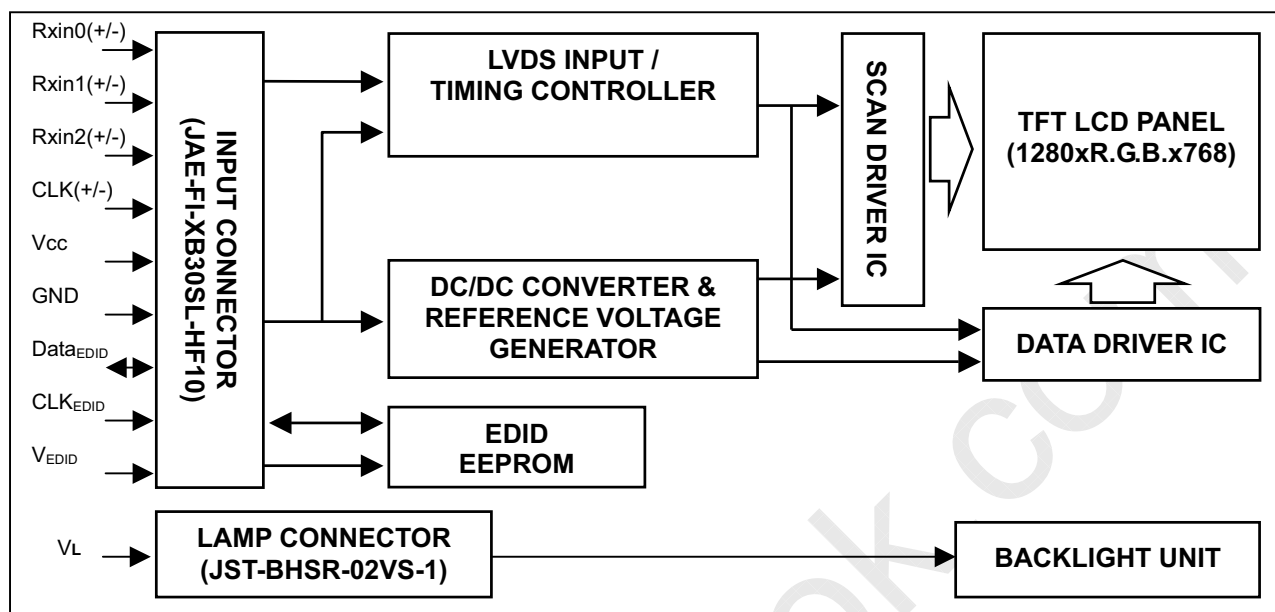 Rxin0(+/-)
Rxin1(+/-)
Rxin2(+/-)
CLK(+/-)
Vcc
GND
DataEDID
CLKEDID
VEDID
VL
INPUT CONNECTOR
(JAE-FI-XB30SL-HF10)
LVDS INPUT /
TIMING CONTROLLER
DC/DC CONVERTER &
REFERENCE VOLTAGE
GENERATOR
EDID
EEPROM
LAMP CONNECTOR
(JST-BHSR-02VS-1)
SCAN DRIVER IC
TFT LCD PANEL
(1280xR.G.B.x768)
DATA DRIVER IC
BACKLIGHT UNIT